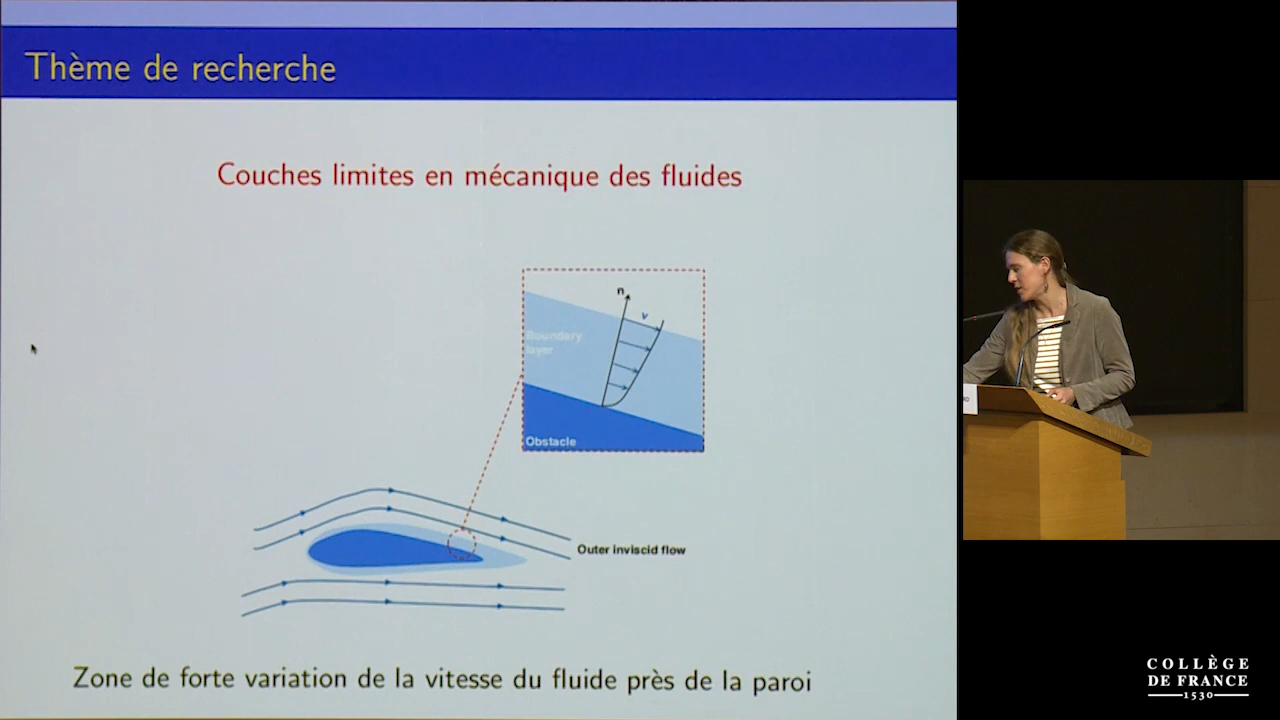 Thème de recherche
Couches limites en mécanique des fluides
n
v
Boundary
layer
Obstacle
Outer inviscid flow
Zone de forte variation de la vitesse du fluide près de la paroi
COLLÈGE
DE FRANCE
1530